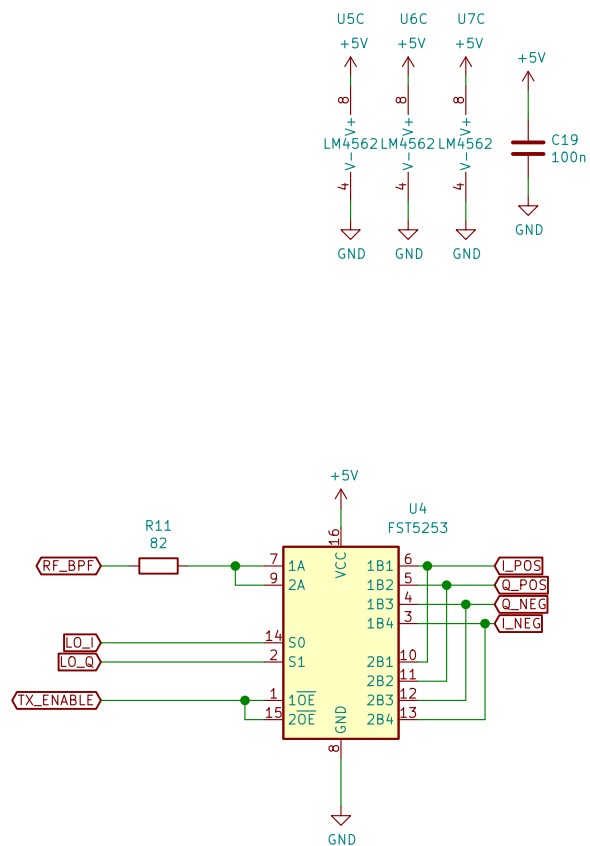 U5C U6C U7C
+5V +5V +5V
+5V
8 8 8
V+ V+ V+
LM4562 LM4562 LM4562
C19
100n
V- V- V-
4 4 4
GND
GND GND GND
+5V
U4
FST5253
R11
82
16
VCC
RF_BPF 7 1A 1B1 6 I_POS
9 2A 1B2 5 Q_POS
1B3 4 Q_NEG
1B4 3 I_NEG
LO_I 14 S0
LO_Q 2 S1 2B1 10
2B2 11
TX_ENABLE 1 1OE 2B3 12
15 2OE 2B4 13
GND
8
GND